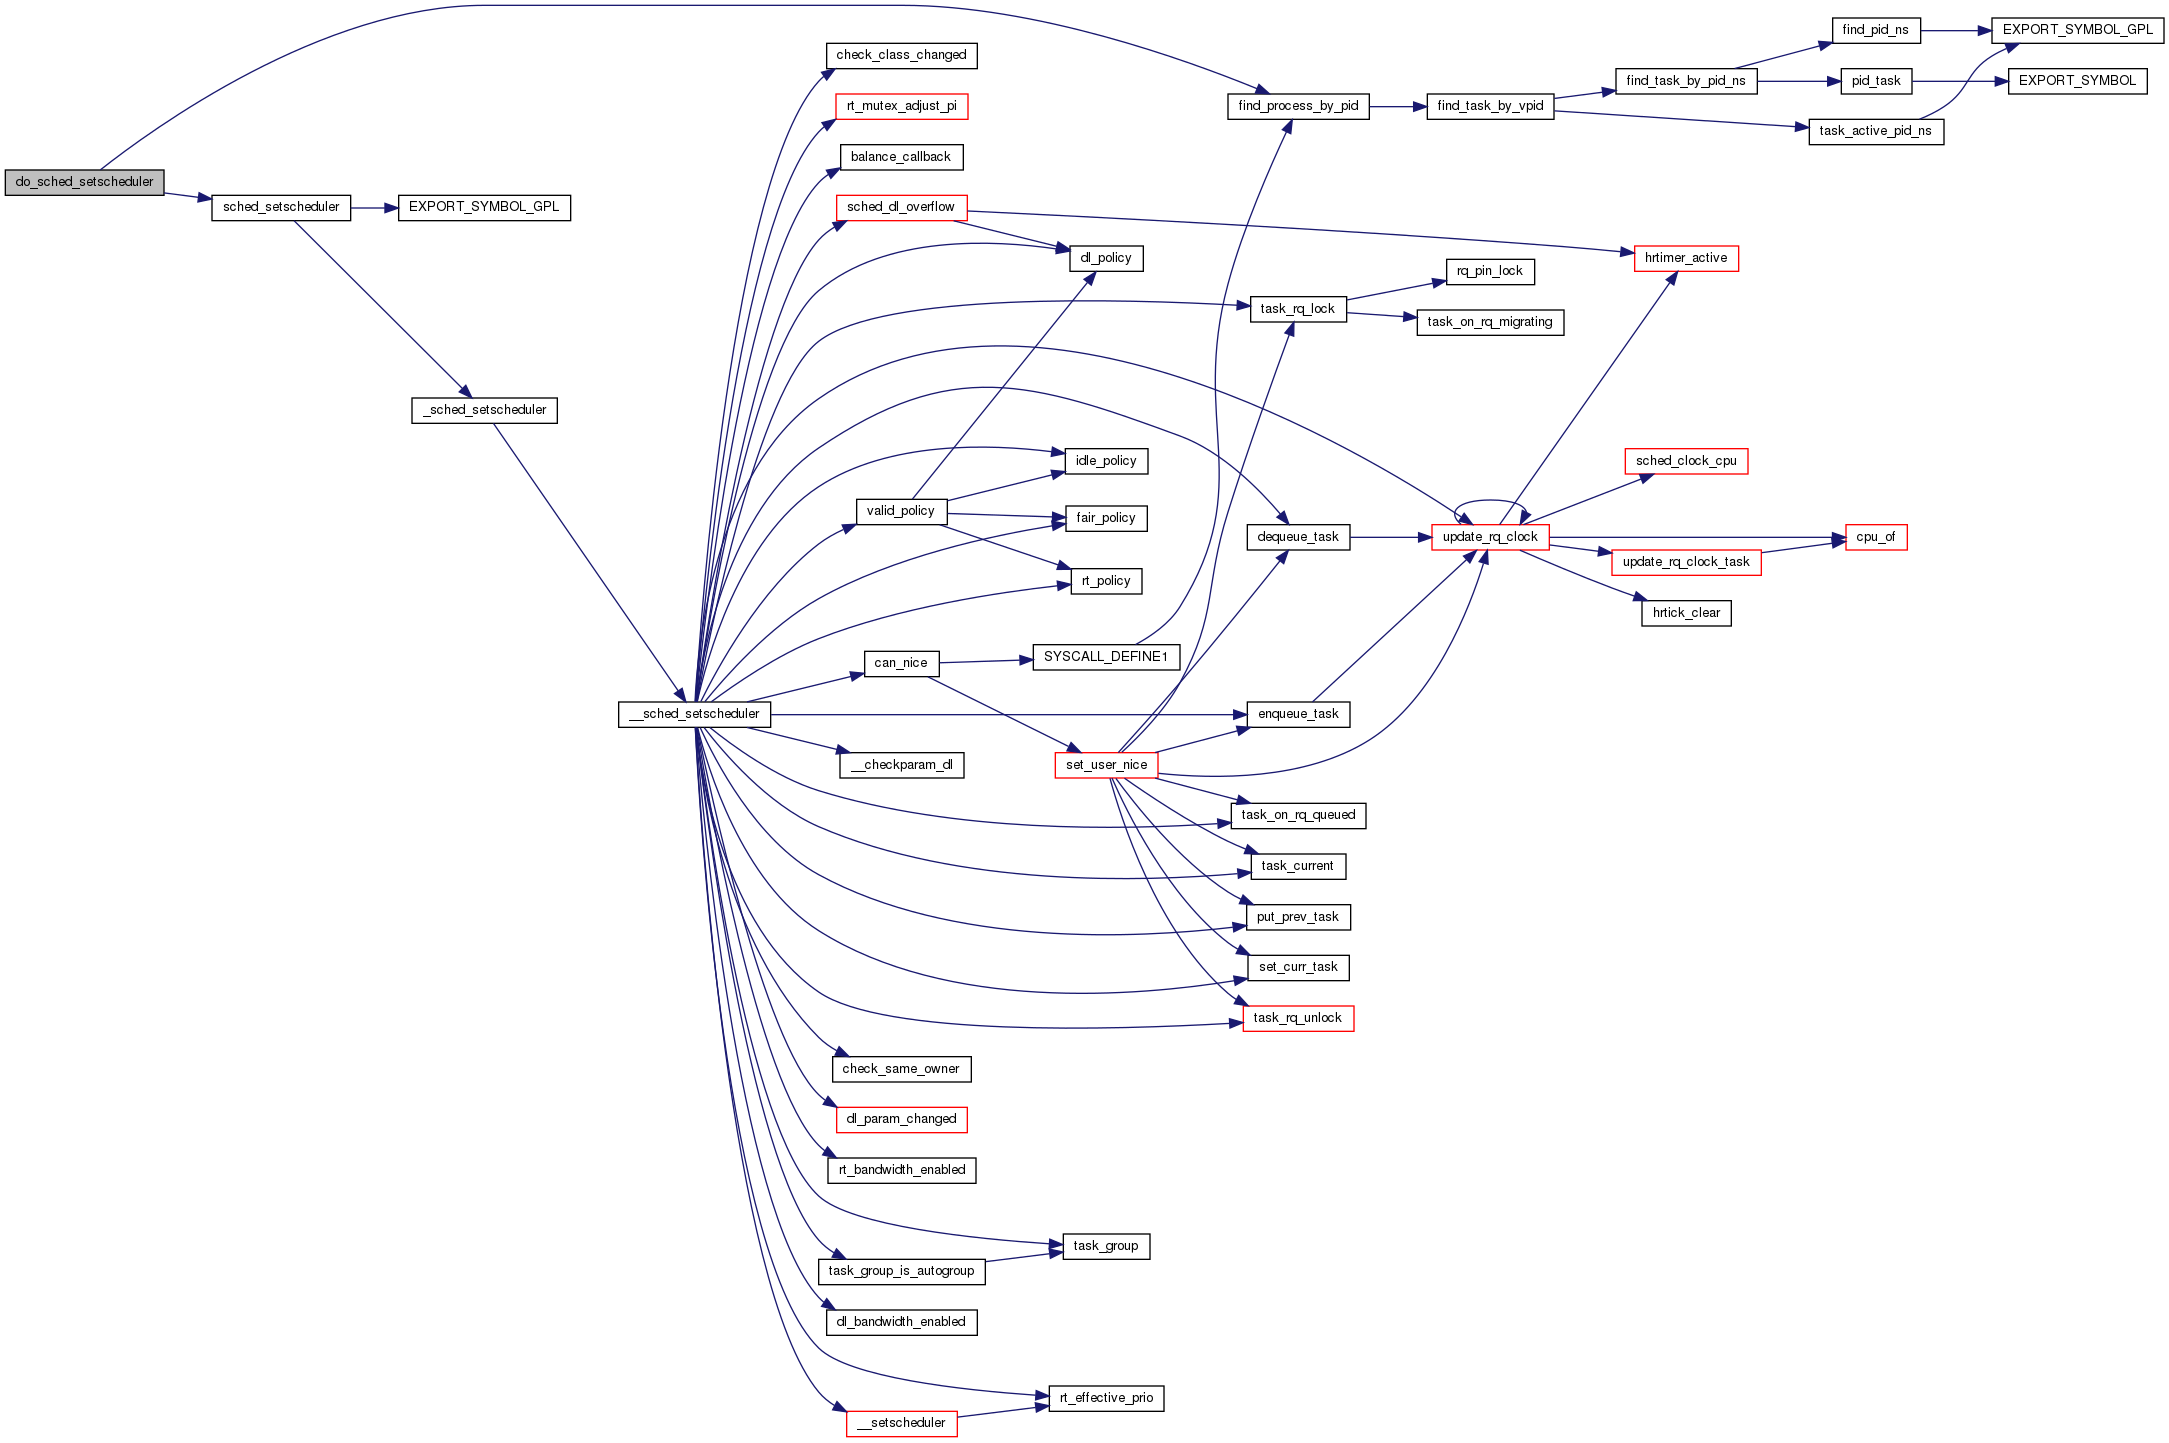 find_pid_ns
EXPORT_SYMBOL_GPL
check_class_changed
find_task_by_pid_ns
pid_task
EXPORT_SYMBOL
rt_mutex_adjust_pi
find_process_by_pid
find_task_by_vpid
task_active_pid_ns
balance_callback
do_sched_setscheduler
sched_setscheduler
EXPORT_SYMBOL_GPL
sched_dl_overflow
dl_policy
hrtimer_active
rq_pin_lock
task_rq_lock
task_on_rq_migrating
_sched_setscheduler
idle_policy
sched_clock_cpu
valid_policy
fair_policy
dequeue_task
update_rq_clock
cpu_of
update_rq_clock_task
rt_policy
hrtick_clear
can_nice
SYSCALL_DEFINE1
__sched_setscheduler
enqueue_task
__checkparam_dl
set_user_nice
task_on_rq_queued
task_current
put_prev_task
set_curr_task
task_rq_unlock
check_same_owner
dl_param_changed
rt_bandwidth_enabled
task_group
task_group_is_autogroup
dl_bandwidth_enabled
rt_effective_prio
__setscheduler